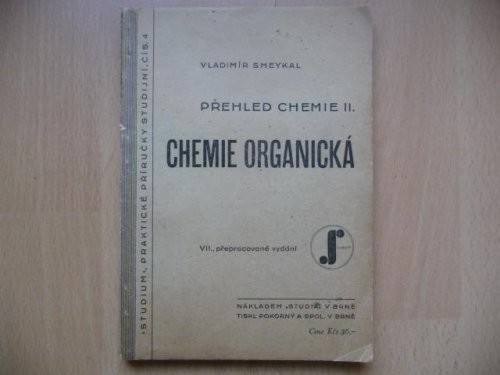 VLADIMÍR SMEYKAL
PŘEHLED CHEMIE II.
CHEMIE ORGANICKÁ
VII., přepracované vydání
NÁKLADEM „STUDIA" V BRNĚ
TISKL POKORNÝ A SPOL. V BRNĚ
Cena Kčs 36,—
„STUDIUM", PRAKTICKÉ PŘÍRUČKY STUDIJNÍ, ČÍS. 4